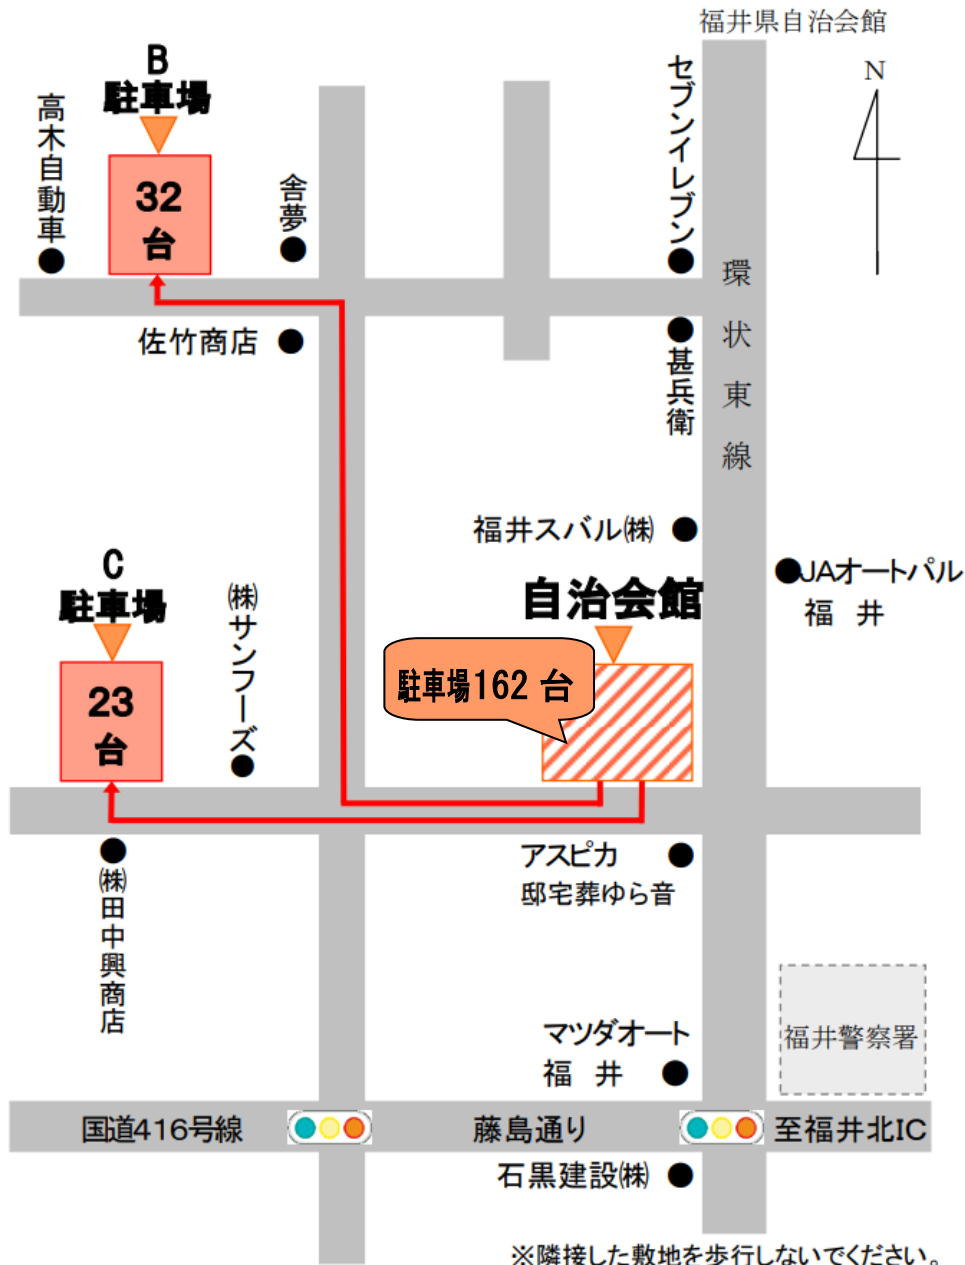 福井県自治会館
N
B
駐車場
32
台
高木自動車
舎夢
セブンイレブン
環状東線
佐竹商店
甚兵衛
福井スバル㈱
JAオートパル
福 井
C
駐車場
23
台
㈱サンフーズ
自治会館
駐車場162 台
㈱田中興商店
アスピカ
邸宅葬ゆら音
福井警察署
マツダオート
福 井
国道416号線
藤島通り
至福井北IC
石黒建設㈱
※隣接した敷地を歩行しないでください。